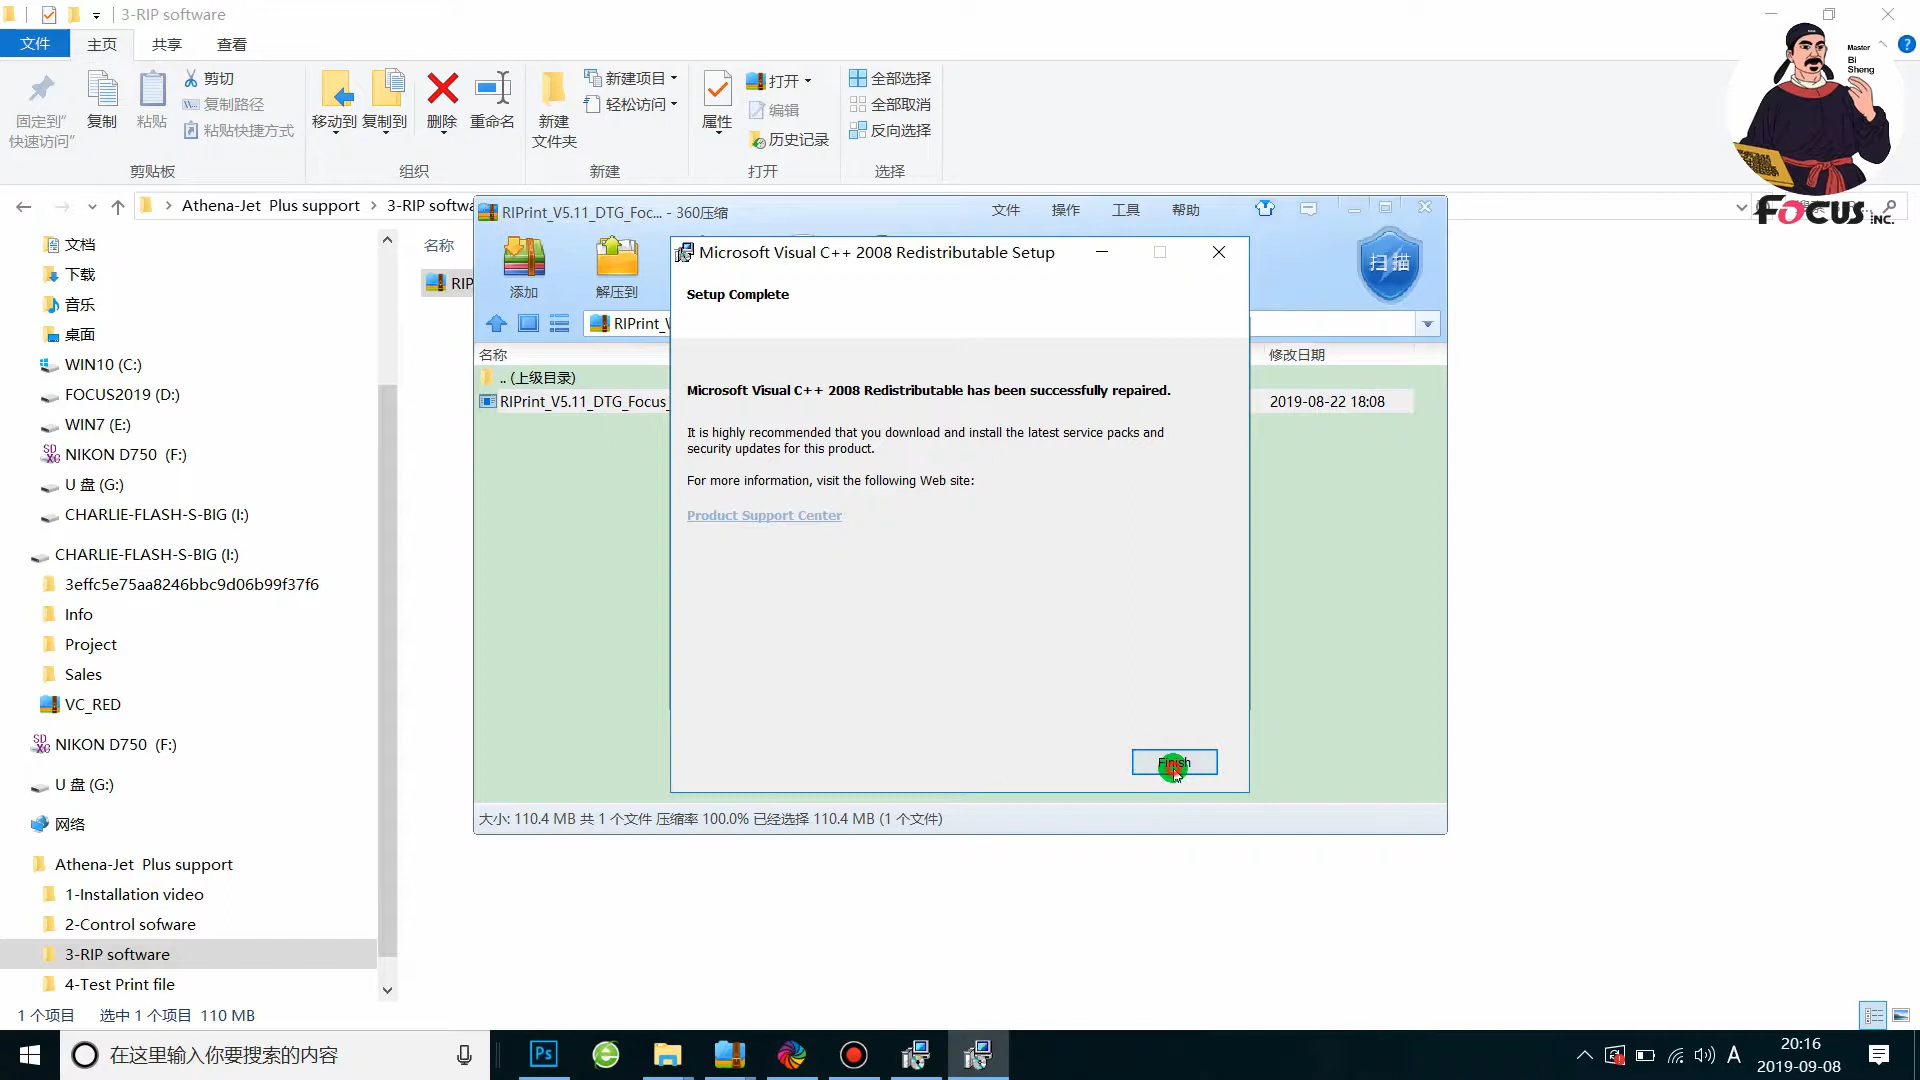 3-RIP software
文件
主页
共享
查看
固定到"
快速访问"
复制
粘贴
剪切
复制路径
粘贴快捷方式
剪贴板
移动到
复制到
删除
重命名
组织
新建
文件夹
新建项目
轻松访问
新建
属性
打开
编辑
历史记录
打开
全部选择
全部取消
反向选择
选择
Master
Bi
Sheng
FOCUS INC.
Athena-Jet Plus support
3-RIP softwa
文档
下载
音乐
桌面
WIN10 (C:)
FOCUS2019 (D:)
WIN7 (E:)
NIKON D750 (F:)
U 盘 (G:)
CHARLIE-FLASH-S-BIG (I:)
CHARLIE-FLASH-S-BIG (I:)
3effc5e75aa8246bbc9d06b99f37f6
Info
Project
Sales
VC_RED
NIKON D750 (F:)
U 盘 (G:)
网络
Athena-Jet Plus support
1-Installation video
2-Control sofware
3-RIP software
4-Test Print file
1 个项目 选中 1 个项目 110 MB
名称
RIP
RIPrint_V5.11_DTG_Foc... - 360压缩
文件
操作
工具
帮助
添加
解压到
扫描
RIPrint_V
名称
修改日期
.. (上级目录)
RIPrint_V5.11_DTG_Focus_
2019-08-22 18:08
大小: 110.4 MB 共 1 个文件 压缩率 100.0% 已经选择 110.4 MB (1 个文件)
Microsoft Visual C++ 2008 Redistributable Setup
Setup Complete
Microsoft Visual C++ 2008 Redistributable has been successfully repaired.
It is highly recommended that you download and install the latest service packs and
security updates for this product.
For more information, visit the following Web site:
Product Support Center
Finish
在这里输入你要搜索的内容
Ps
A
20:16
2019-09-08